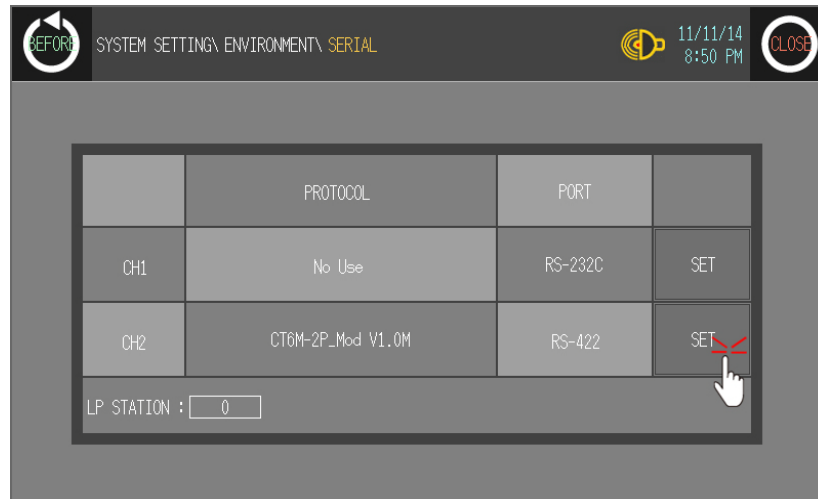 BEFORE SYSTEM SETTING\ ENVIRONMENT\ SERIAL 11/11/14 CLOSE
8:50 PM
PROTOCOL PORT
CH1 No Use RS-232C SET
CH2 CT6M-2P_Mod V1.0M RS-422 SET
LP STATION : 0